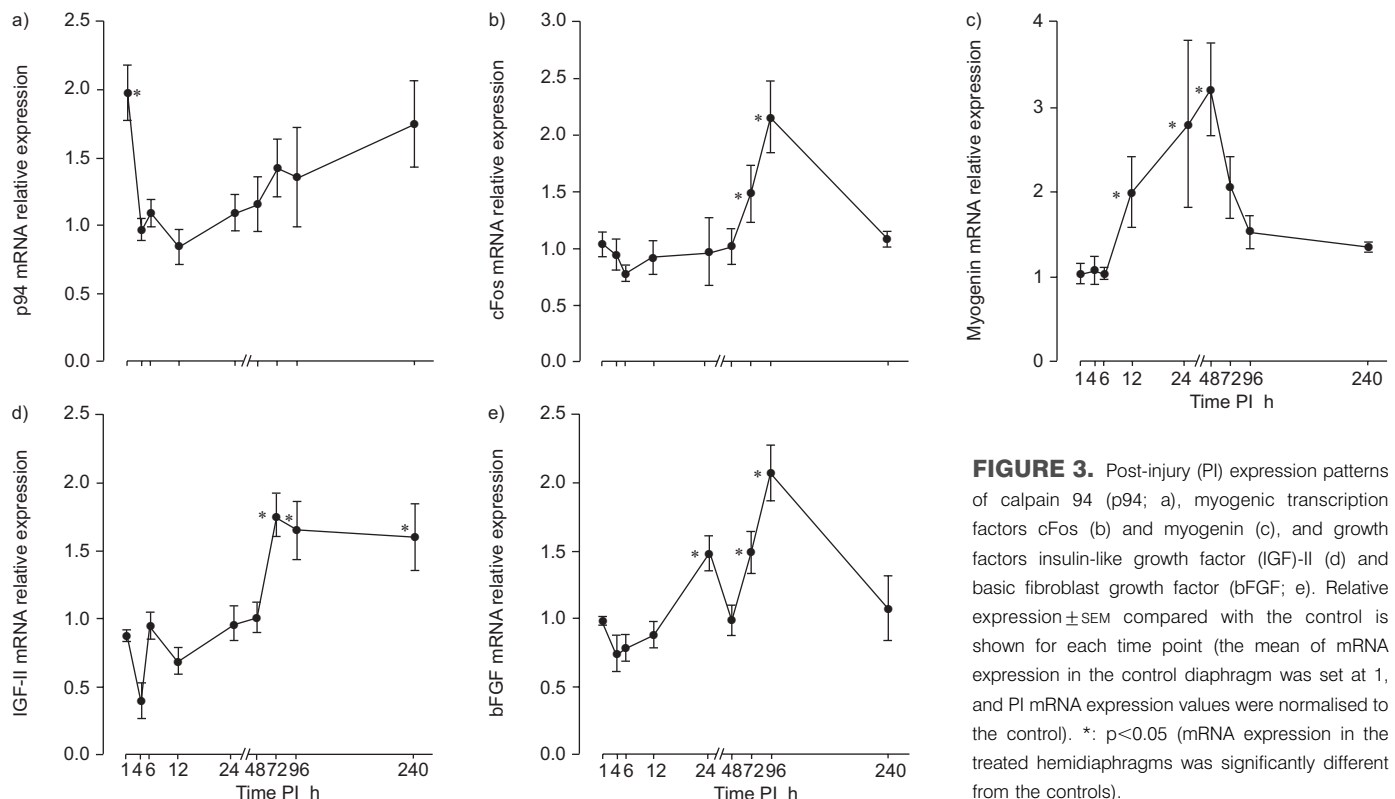 a)
2.5
2.0
1.5
1.0
0.5
0.0
p94 mRNA relative expression
*
b)
3.0
2.5
2.0
1.5
1.0
0.5
0.0
cFos mRNA relative expression
*
*
c)
4
3
2
1
0
Myogenin mRNA relative expression
*
*
*
1 4 6 12 24 48 72 96 240
Time PI h
d)
2.5
2.0
1.5
1.0
0.5
0.0
IGF-II mRNA relative expression
* * *
1 4 6 12 24 48 72 96 240
Time PI h
e)
2.5
2.0
1.5
1.0
0.5
0.0
bFGF mRNA relative expression
*
*
*
1 4 6 12 24 48 72 96 240
Time PI h
FIGURE 3. Post-injury (PI) expression patterns
of calpain 94 (p94; a), myogenic transcription
factors cFos (b) and myogenin (c), and growth
factors insulin-like growth factor (IGF)-II (d) and
basic fibroblast growth factor (bFGF; e). Relative
expression±SEM compared with the control is
shown for each time point (the mean of mRNA
expression in the control diaphragm was set at 1,
and PI mRNA expression values were normalised to
the control). *: p<0.05 (mRNA expression in the
treated hemidiaphragms was significantly different
from the controls).